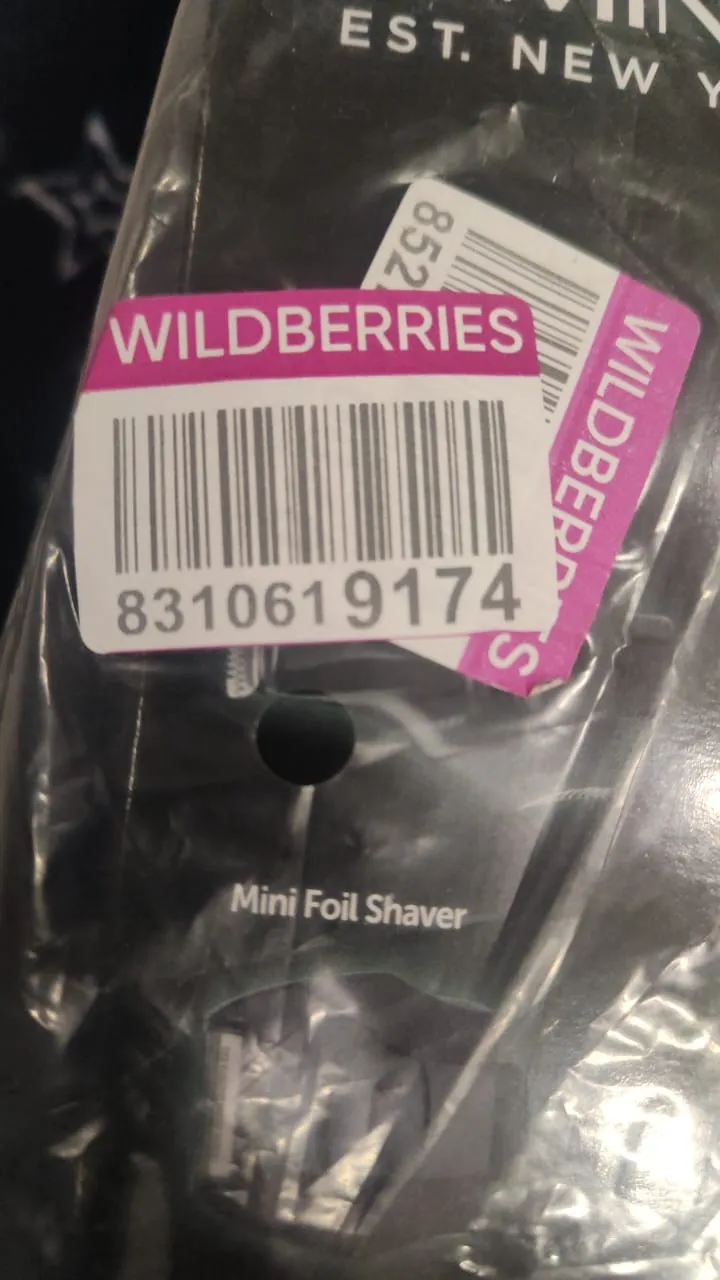 EST. NEW Y
852
WILDBERRIES
WILDBERRIES
8310619174
Mini Foil Shaver